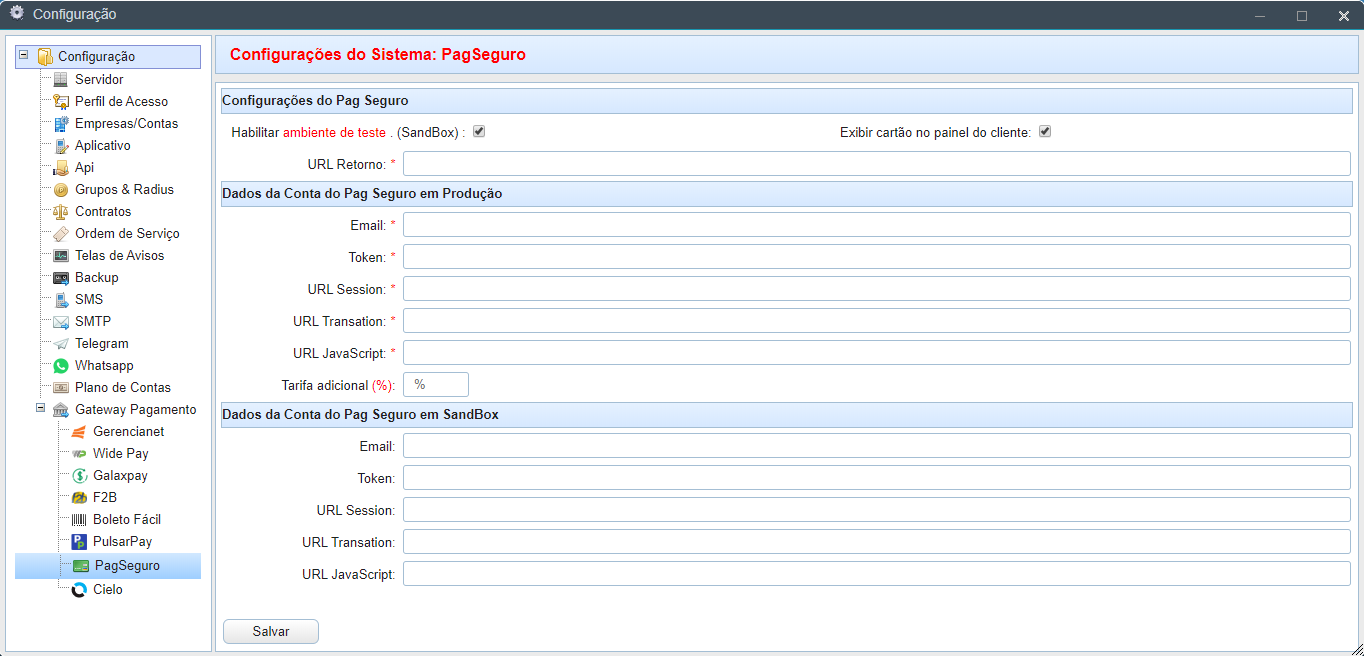 Configuração
Configuração
Servidor
Perfil de Acesso
Empresas/Contas
Aplicativo
Api
Grupos & Radius
Contratos
Ordem de Serviço
Telas de Avisos
Backup
SMS
SMTP
Telegram
Whatsapp
Plano de Contas
Gateway Pagamento
Gerencianet
Wide Pay
Galaxpay
F2B
Boleto Fácil
PulsarPay
PagSeguro
Cielo
Configurações do Sistema: PagSeguro
Configurações do Pag Seguro
Habilitar ambiente de teste . (SandBox) : Exibir cartão no painel do cliente:
URL Retorno: *
Dados da Conta do Pag Seguro em Produção
Email: *
Token: *
URL Session: *
URL Transation: *
URL JavaScript: *
Tarifa adicional (%): %
Dados da Conta do Pag Seguro em SandBox
Email:
Token:
URL Session:
URL Transation:
URL JavaScript:
Salvar